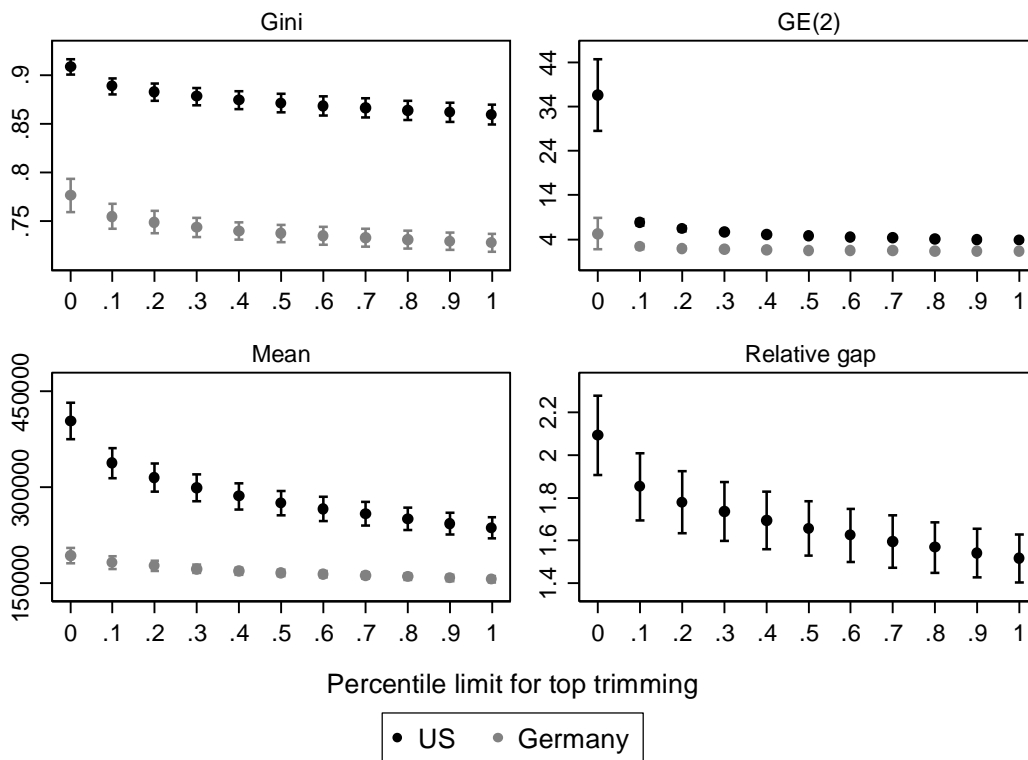 Gini
.9
.85
.8
.75
0 .1 .2 .3 .4 .5 .6 .7 .8 .9 1
GE(2)
44
34
24
14
4
0 .1 .2 .3 .4 .5 .6 .7 .8 .9 1
Mean
450000
300000
150000
0 .1 .2 .3 .4 .5 .6 .7 .8 .9 1
Relative gap
2.2
2
1.8
1.6
1.4
0 .1 .2 .3 .4 .5 .6 .7 .8 .9 1
Percentile limit for top trimming
US Germany